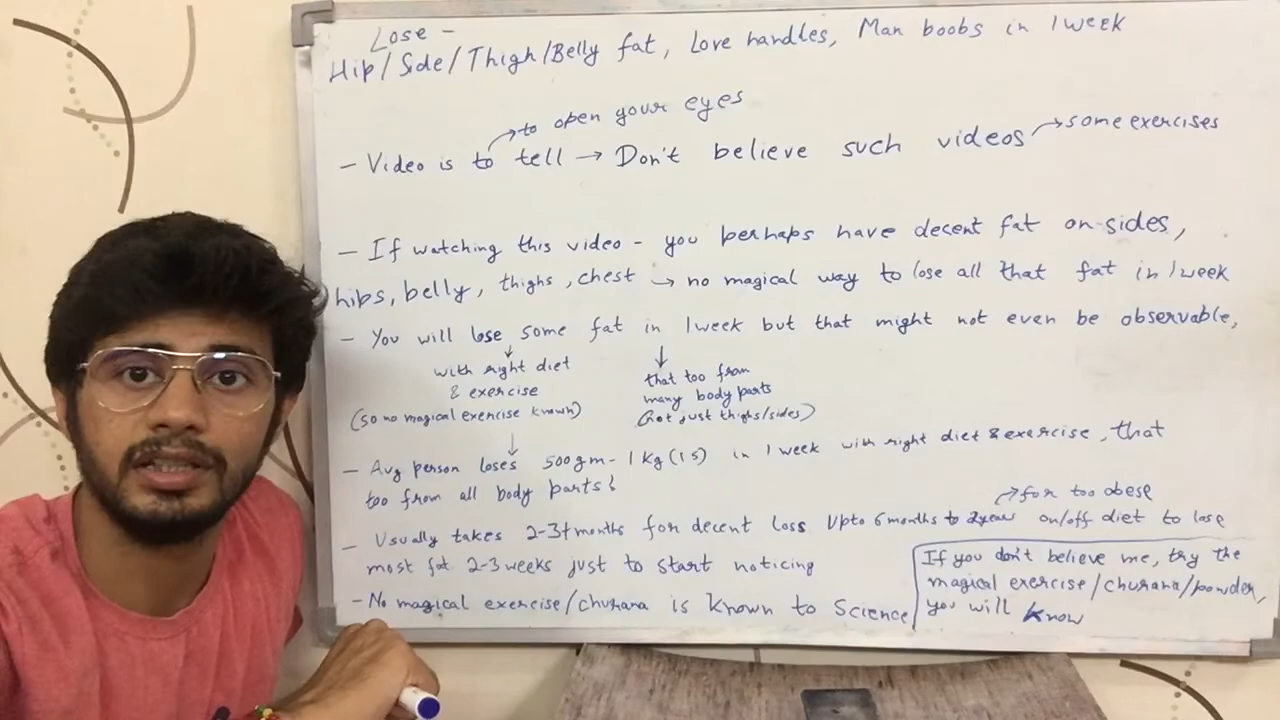 Lose -
Hip/Side/Thigh/Belly fat, Love handles, Man boobs in 1 week
→ to open your eyes
- Video is to tell → Don't believe such videos → some exercises
- If watching this video - you perhaps have decent fat on-sides,
hips, belly, thighs, chest → no magical way to lose all that fat in 1 week
- You will lose some fat in 1 week but that might not even be observable,
with right diet
& exercise
(so no magical exercise known)
that too from
many body parts
(not just thighs/sides)
- Avg person loses 500gm - 1 Kg (1 s) in 1 week with right diet & exercise, that
too from all body parts!
→ for too obese
- Usually takes 2-3+ months for decent loss Upto 6 months to 2 year on/off diet to lose
most fat 2-3 weeks just to start noticing
- No magical exercise/churana is known to Science
If you don't believe me, try the
magical exercise/churana/powder,
you will know